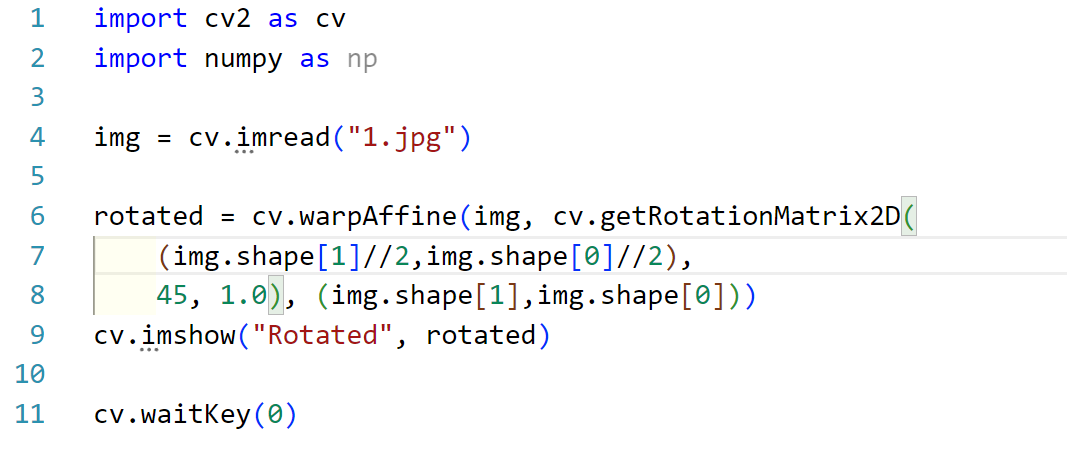 1 import cv2 as cv
2 import numpy as np
3
4 img = cv.imread("1.jpg")
5
6 rotated = cv.warpAffine(img, cv.getRotationMatrix2D(
7     (img.shape[1]//2,img.shape[0]//2),
8     45, 1.0), (img.shape[1],img.shape[0]))
9 cv.imshow("Rotated", rotated)
10
11 cv.waitKey(0)